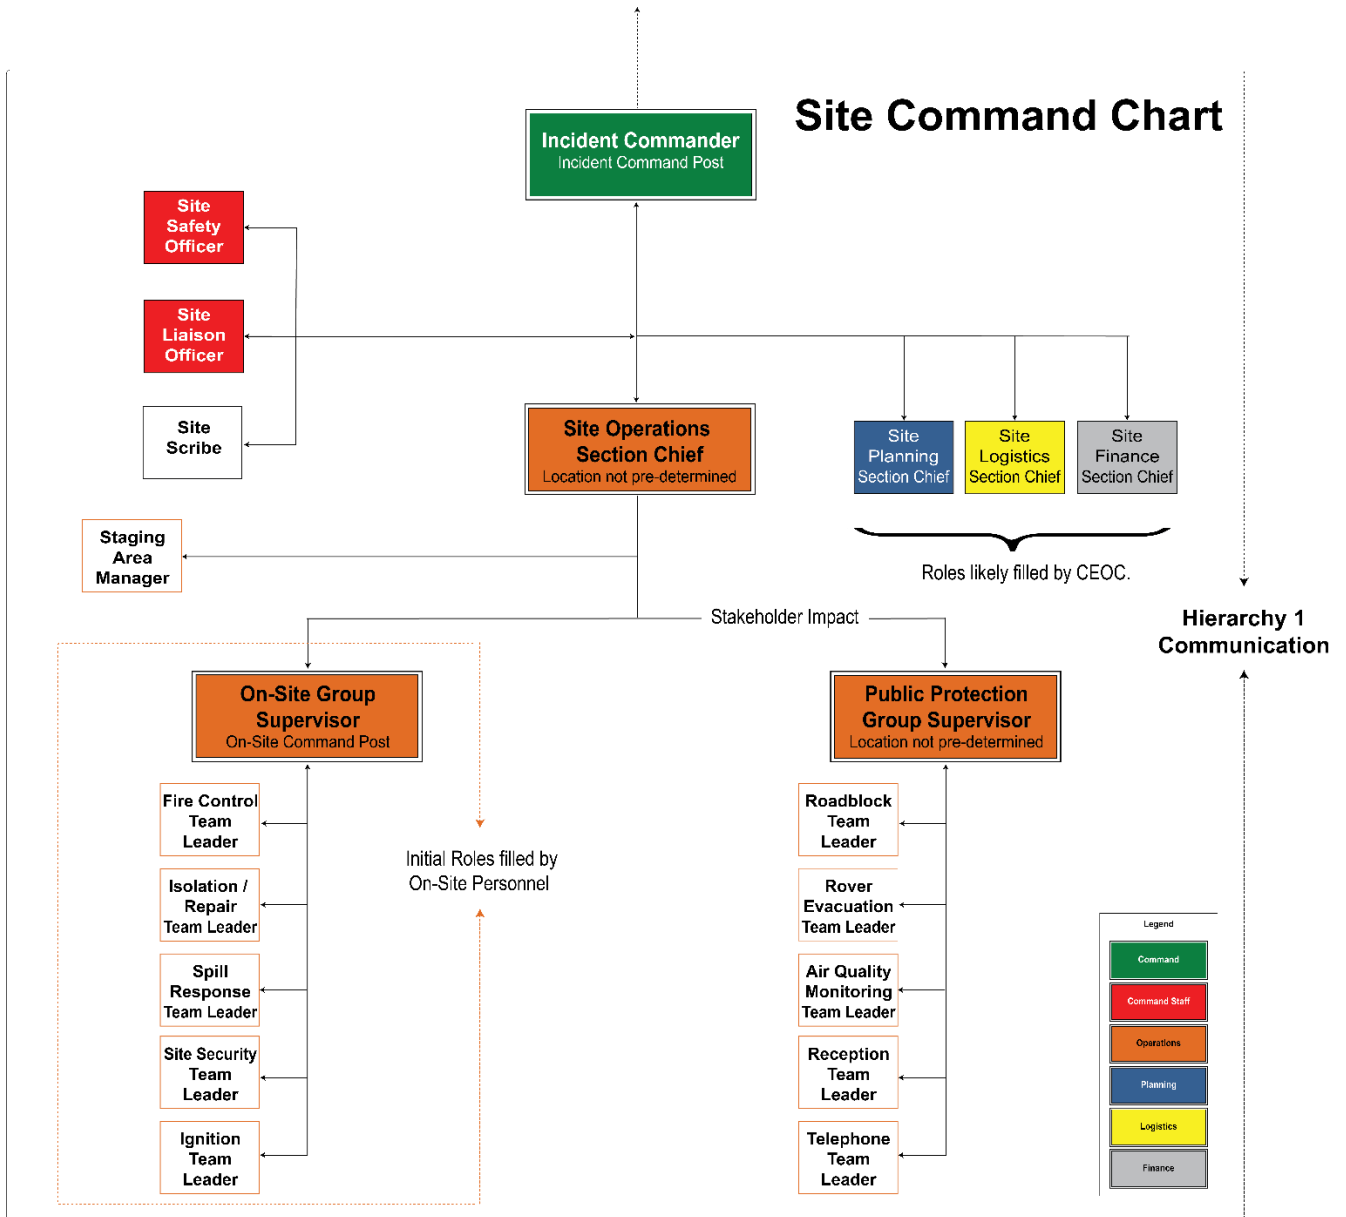 Site Command Chart
Incident Commander
Incident Command Post
Site
Safety
Officer
Site
Liaison
Officer
Site
Scribe
Site Operations
Section Chief
Location not pre-determined
Site
Planning
Section Chief
Site
Logistics
Section Chief
Site
Finance
Section Chief
Roles likely filled by CEOC.
Staging
Area
Manager
Stakeholder Impact
Hierarchy 1
Communication
On-Site Group
Supervisor
On-Site Command Post
Public Protection
Group Supervisor
Location not pre-determined
Fire Control
Team
Leader
Isolation /
Repair
Team Leader
Spill
Response
Team Leader
Site Security
Team
Leader
Ignition
Team
Leader
Initial Roles filled by
On-Site Personnel
Roadblock
Team
Leader
Rover
Evacuation
Team Leader
Air Quality
Monitoring
Team Leader
Reception
Team
Leader
Telephone
Team
Leader
Legend
Command
Command Staff
Operations
Planning
Logistics
Finance